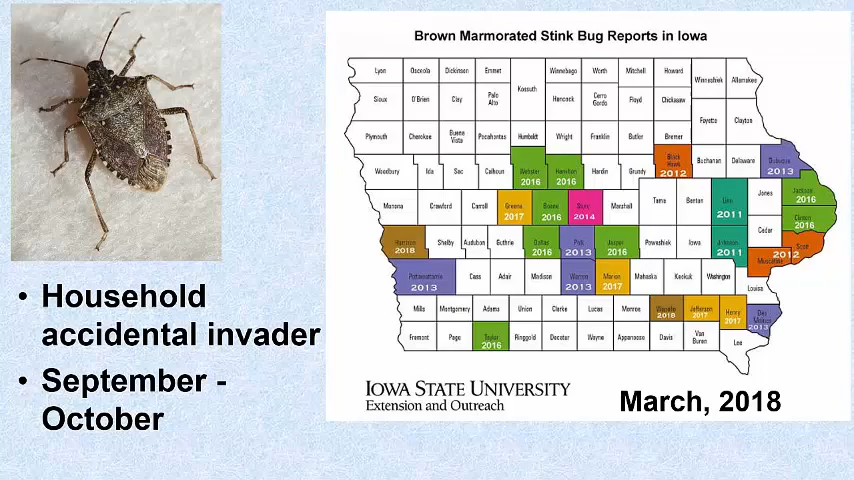 Brown Marmorated Stink Bug Reports in Iowa
Lyon Osceola Dickinson Emmet Winnebago Worth Mitchell Howard Winneshiek Allamakee
Kossuth
Sioux O'Brien Clay Palo Alto Hancock Cerro Gordo Floyd Chickasaw
Fayette Clayton
Plymouth Cherokee Buena Vista Pocahontas Humboldt Wright Franklin Butler Bremer
Woodbury Ida Sac Calhoun Webster 2016 Hamilton 2016 Hardin Grundy Black Hawk 2012 Buchanan Delaware Dubuque 2013
Monona Crawford Carroll Greene 2017 Boone 2016 Story 2014 Marshall Tama Benton Linn 2011 Jones Jackson 2016
Clinton 2016
Cedar
Harrison 2018 Shelby Audubon Guthrie Dallas 2016 Polk 2013 Jasper 2016 Poweshiek Iowa Johnson 2011 Scott
Muscatine 2012
Pottawattamie 2013 Cass Adair Madison Warren 2013 Marion 2017 Mahaska Keokuk Washington
Louisa
Mills Montgomery Adams Union Clarke Lucas Monroe Wapello 2018 Jefferson 2017 Henry 2017 Des Moines 2013
Fremont Page Taylor 2016 Ringgold Decatur Wayne Appanoose Davis Van Buren Lee
IOWA STATE UNIVERSITY
Extension and Outreach
March, 2018
• Household
accidental invader
• September -
October